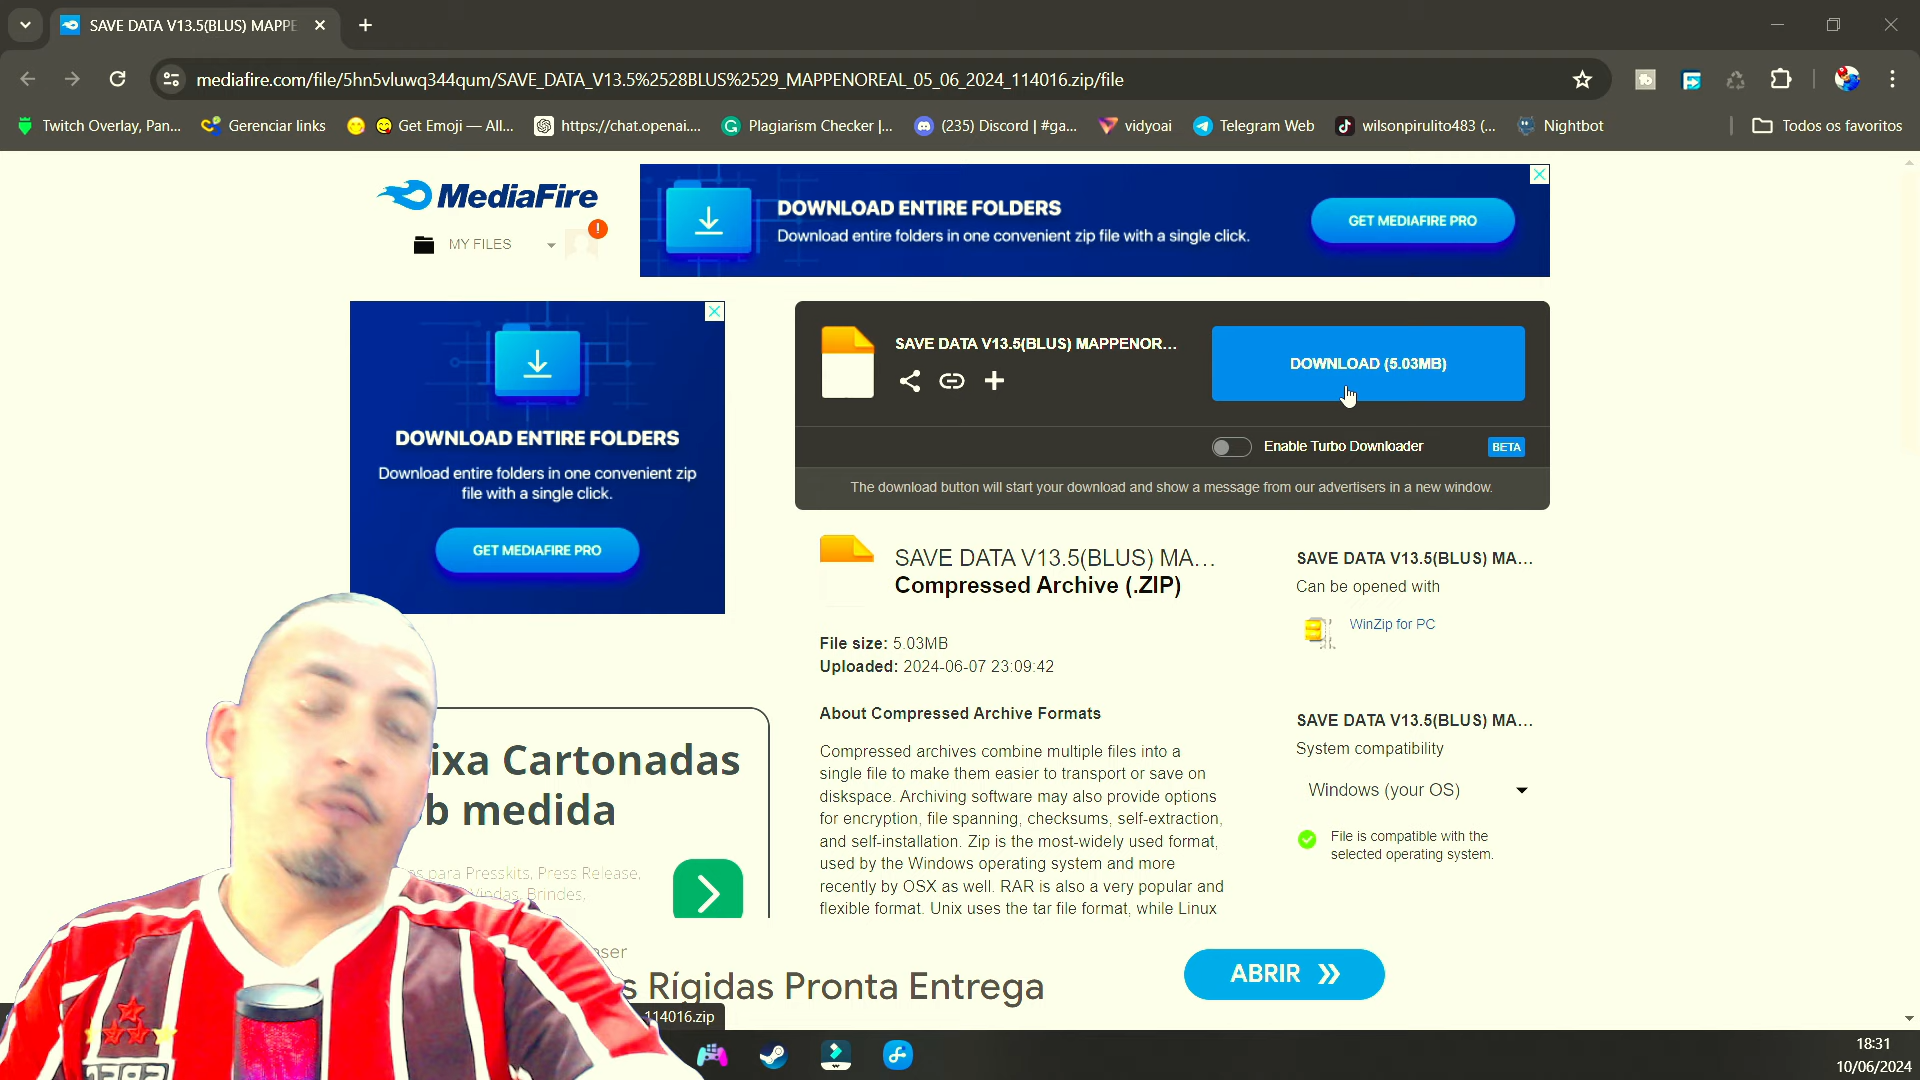 SAVE DATA V13.5(BLUS) MAPPE
mediafire.com/file/5hn5vluwq344qum/SAVE_DATA_V13.5%2528BLUS%2529_MAPPENOREAL_05_06_2024_114016.zip/file
Twitch Overlay, Pan... Gerenciar links Get Emoji — All... https://chat.openai.... Plagiarism Checker |... (235) Discord | #ga... vidyoai Telegram Web wilsonpirulito483 (... Nightbot Todos os favoritos
MediaFire
MY FILES
DOWNLOAD ENTIRE FOLDERS
Download entire folders in one convenient zip file with a single click.
GET MEDIAFIRE PRO
DOWNLOAD ENTIRE FOLDERS
Download entire folders in one convenient zip
file with a single click.
GET MEDIAFIRE PRO
SAVE DATA V13.5(BLUS) MAPPENOR...
DOWNLOAD (5.03MB)
Enable Turbo Downloader
BETA
The download button will start your download and show a message from our advertisers in a new window.
SAVE DATA V13.5(BLUS) MA...
Compressed Archive (.ZIP)
File size: 5.03MB
Uploaded: 2024-06-07 23:09:42
About Compressed Archive Formats
Compressed archives combine multiple files into a
single file to make them easier to transport or save on
diskspace. Archiving software may also provide options
for encryption, file spanning, checksums, self-extraction,
and self-installation. Zip is the most-widely used format,
used by the Windows operating system and more
recently by OSX as well. RAR is also a very popular and
flexible format. Unix uses the tar file format, while Linux
SAVE DATA V13.5(BLUS) MA...
Can be opened with
WinZip for PC
SAVE DATA V13.5(BLUS) MA...
System compatibility
Windows (your OS)
File is compatible with the
selected operating system.
ixa Cartonadas
b medida
para Presskits, Press Release,
Vindas, Brindes.
s Rígidas Pronta Entrega
ABRIR
114016.zip
18:31
10/06/2024